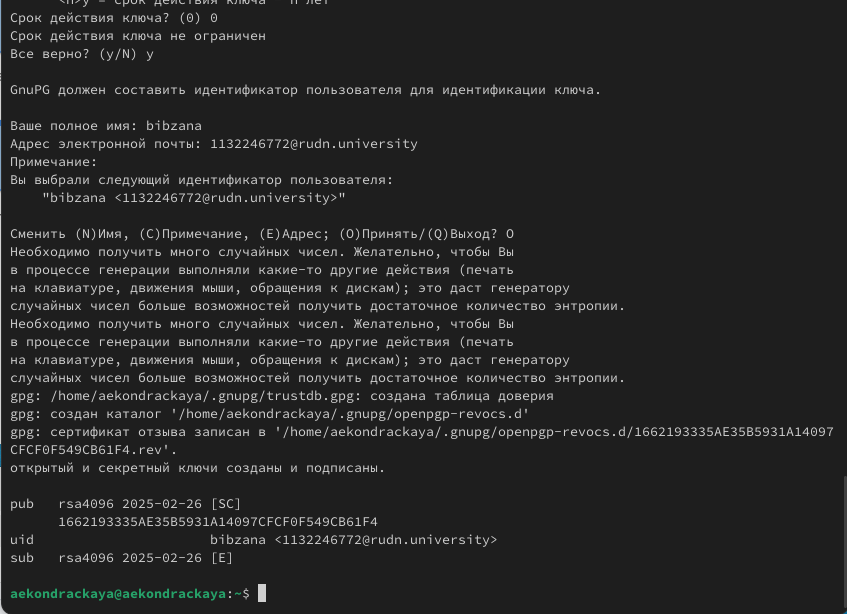 <n>y = срок действия ключа - n лет
Срок действия ключа? (0) 0
Срок действия ключа не ограничен
Все верно? (y/N) y
GnuPG должен составить идентификатор пользователя для идентификации ключа.
Ваше полное имя: bibzana
Адрес электронной почты: 1132246772@rudn.university
Примечание:
Вы выбрали следующий идентификатор пользователя:
"bibzana <1132246772@rudn.university>"
Сменить (N)Имя, (C)Примечание, (E)Адрес; (O)Принять/(Q)Выход? O
Необходимо получить много случайных чисел. Желательно, чтобы Вы
в процессе генерации выполняли какие-то другие действия (печать
на клавиатуре, движения мыши, обращения к дискам); это даст генератору
случайных чисел больше возможностей получить достаточное количество энтропии.
Необходимо получить много случайных чисел. Желательно, чтобы Вы
в процессе генерации выполняли какие-то другие действия (печать
на клавиатуре, движения мыши, обращения к дискам); это даст генератору
случайных чисел больше возможностей получить достаточное количество энтропии.
gpg: /home/aekondrackaya/.gnupg/trustdb.gpg: создана таблица доверия
gpg: создан каталог '/home/aekondrackaya/.gnupg/openpgp-revocs.d'
gpg: сертификат отзыва записан в '/home/aekondrackaya/.gnupg/openpgp-revocs.d/1662193335AE35B5931A14097
CFCF0F549CB61F4.rev'.
открытый и секретный ключи созданы и подписаны.
pub   rsa4096 2025-02-26 [SC]
1662193335AE35B5931A14097CFCF0F549CB61F4
uid                      bibzana <1132246772@rudn.university>
sub   rsa4096 2025-02-26 [E]
aekondrackaya@aekondrackaya:~$